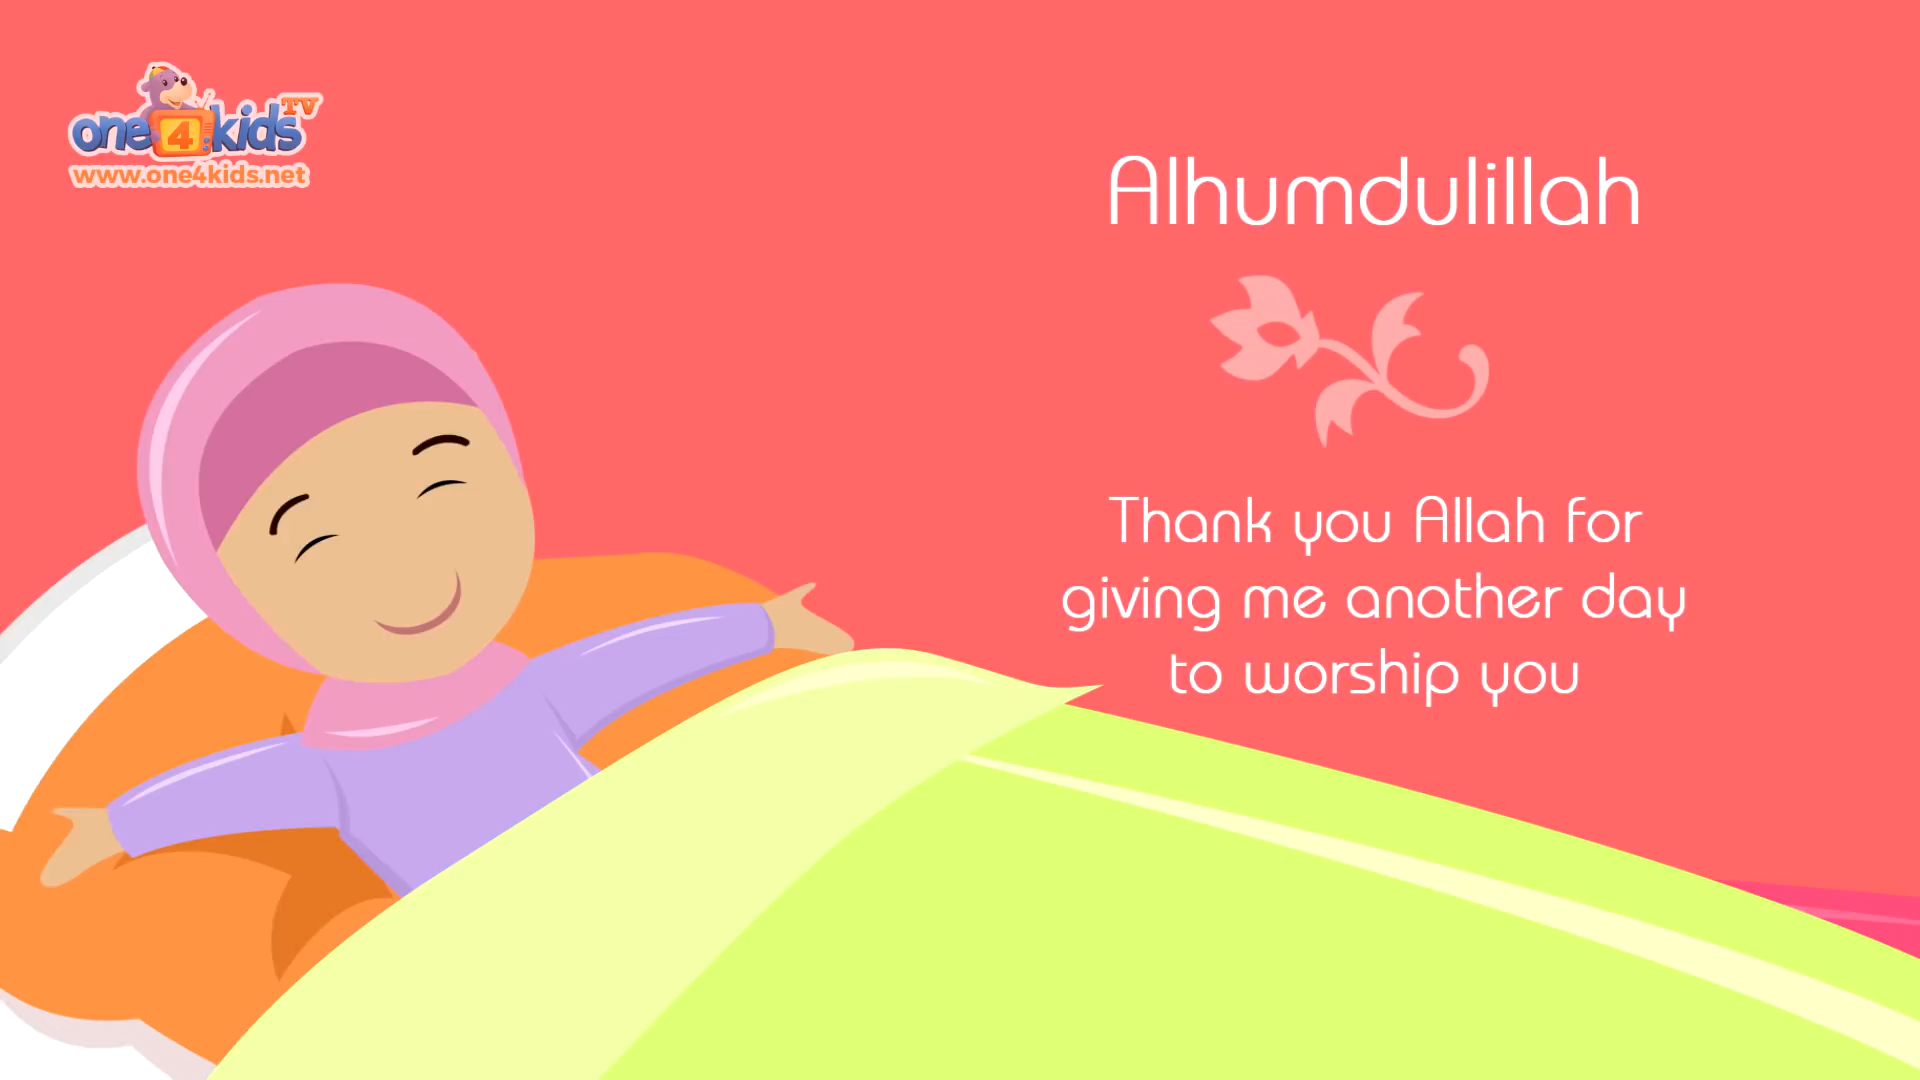 one4kids TV
www.one4kids.net
Alhumdulillah
Thank you Allah for
giving me another day
to worship you